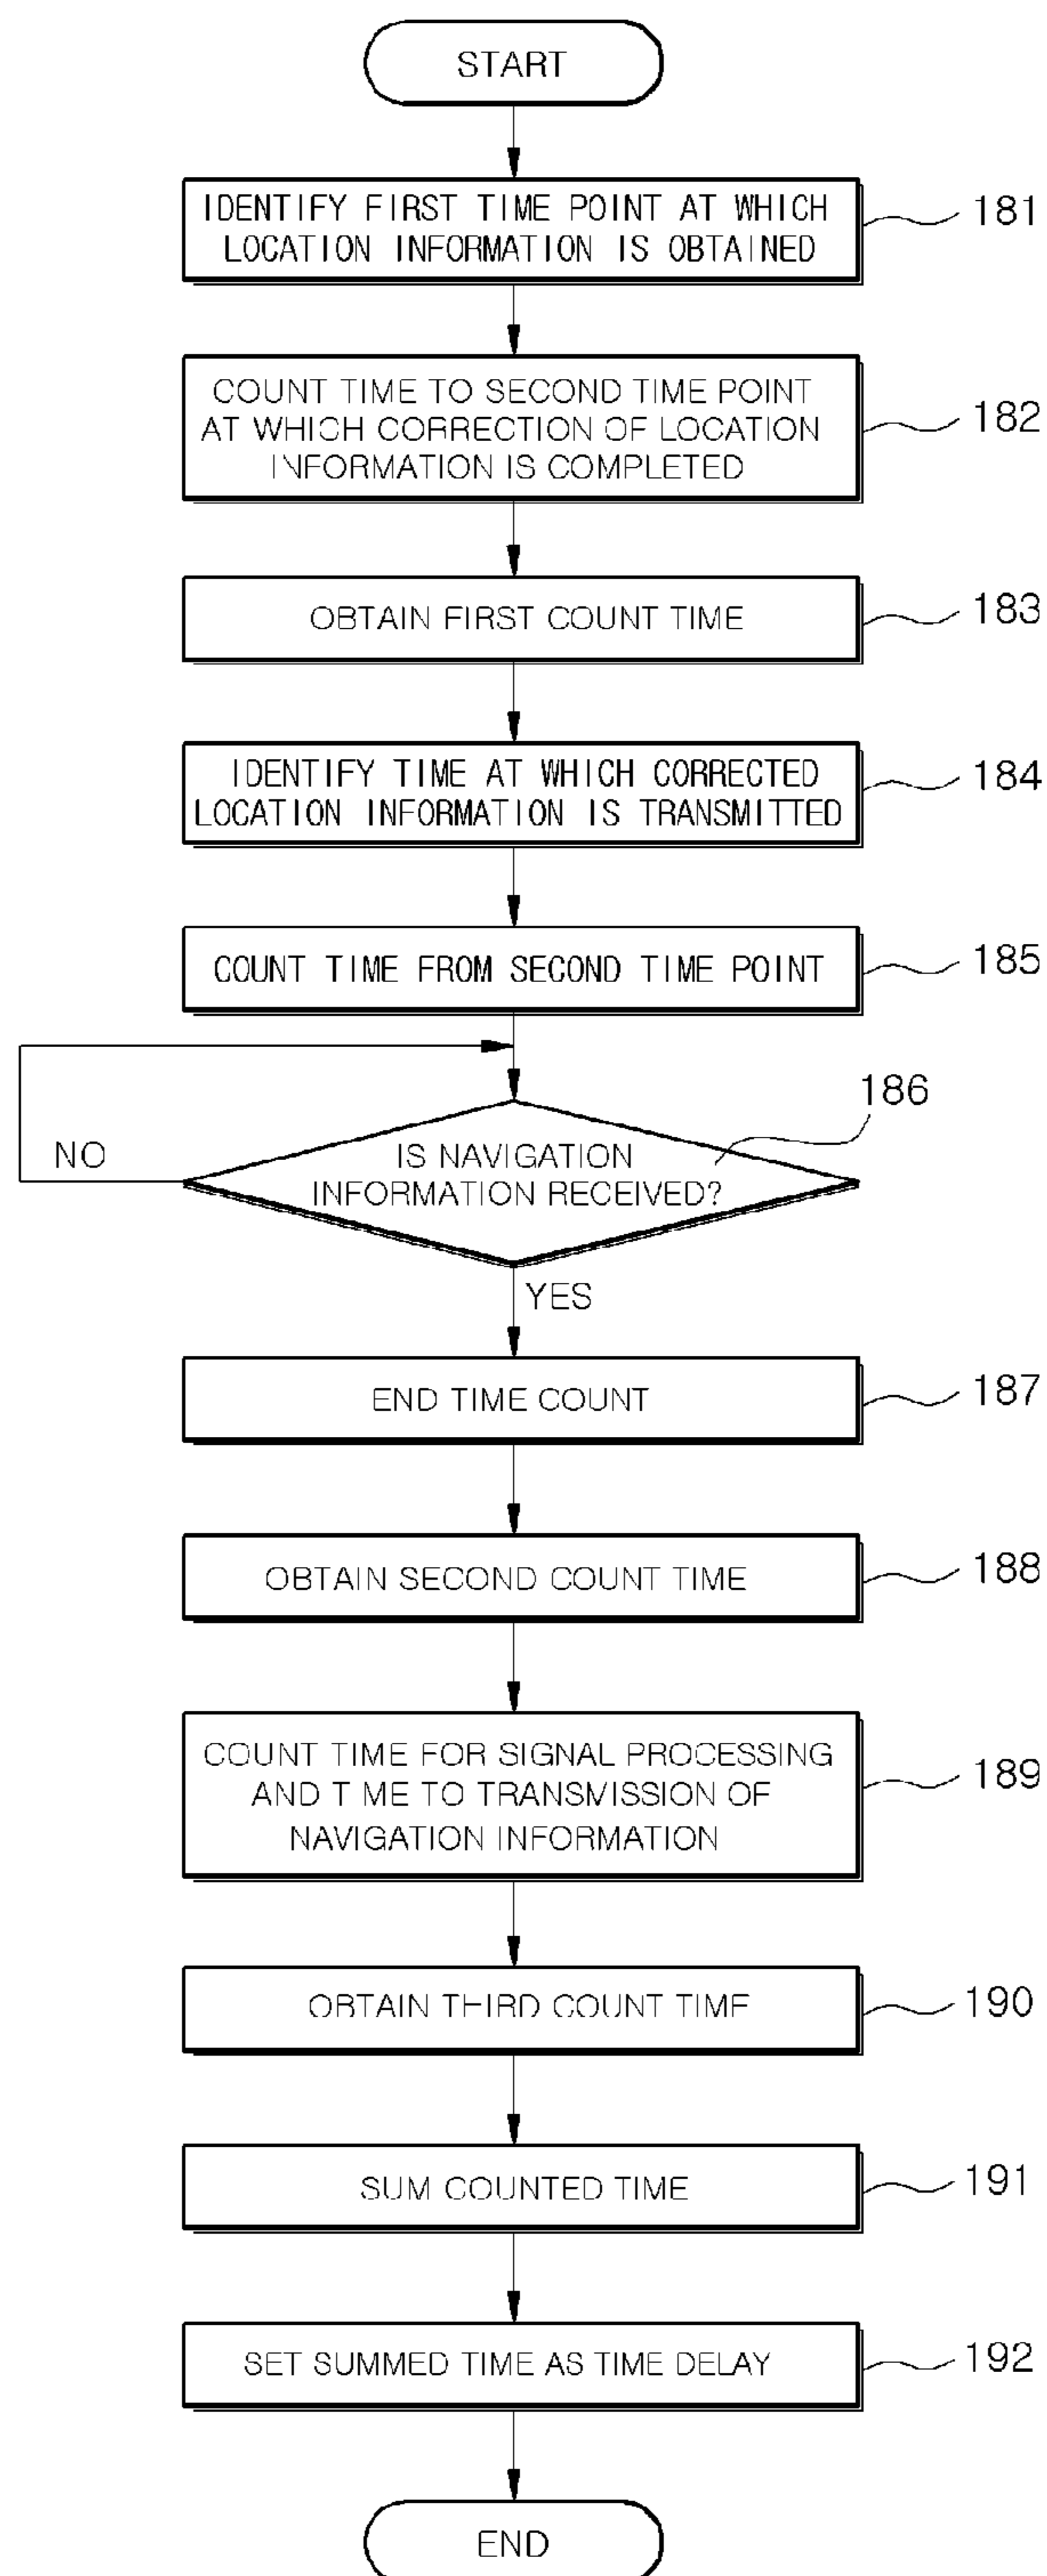 START
IDENTIFY FIRST TIME POINT AT WHICH
LOCATION INFORMATION IS OBTAINED
181
COUNT TIME TO SECOND TIME POINT
AT WHICH CORRECTION OF LOCATION
INFORMATION IS COMPLETED
182
OBTAIN FIRST COUNT TIME
183
IDENTIFY TIME AT WHICH CORRECTED
LOCATION INFORMATION IS TRANSMITTED
184
COUNT TIME FROM SECOND TIME POINT
185
186
NO
IS NAVIGATION
INFORMATION RECEIVED?
YES
END TIME COUNT
187
OBTAIN SECOND COUNT TIME
188
COUNT TIME FOR SIGNAL PROCESSING
AND TIME TO TRANSMISSION OF
NAVIGATION INFORMATION
189
OBTAIN THIRD COUNT TIME
190
SUM COUNTED TIME
191
SET SUMMED TIME AS TIME DELAY
192
END